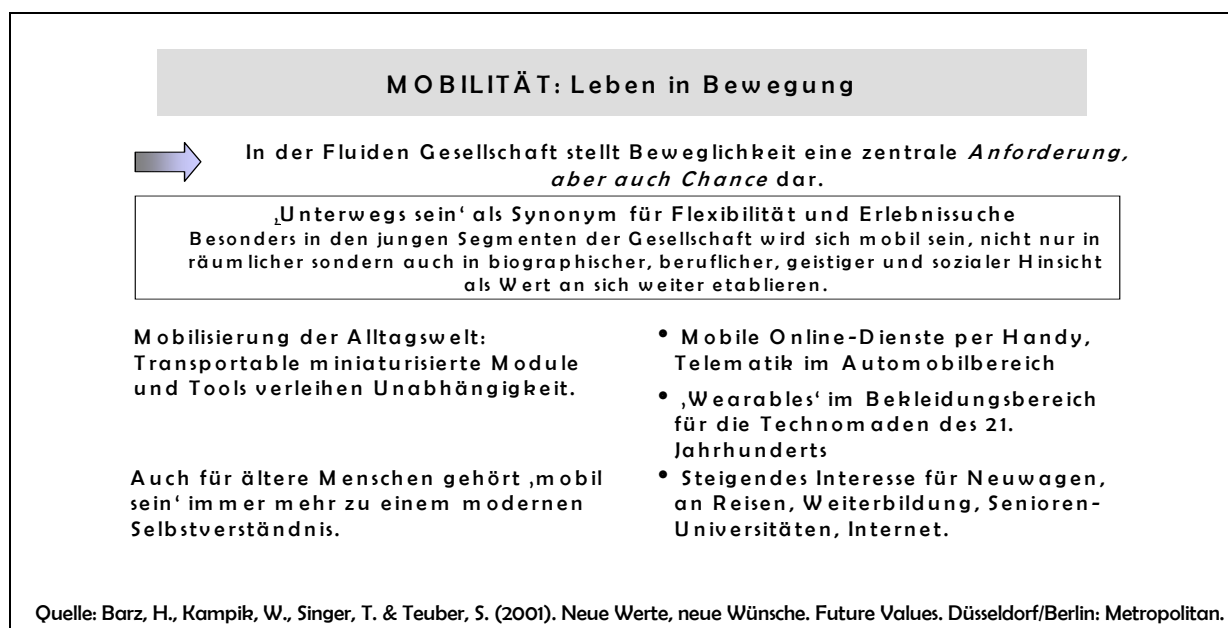 MOBILITÄT: Leben in Bewegung
In der Fluiden Gesellschaft stellt Beweglichkeit eine zentrale Anforderung,
aber auch Chance dar.
‚Unterwegs sein‘ als Synonym für Flexibilität und Erlebnissuche
Besonders in den jungen Segmenten der Gesellschaft wird sich mobil sein, nicht nur in
räumlicher sondern auch in biographischer, beruflicher, geistiger und sozialer Hinsicht
als Wert an sich weiter etablieren.
Mobilisierung der Alltagswelt:
Transportable miniaturisierte Module
und Tools verleihen Unabhängigkeit.
• Mobile Online-Dienste per Handy,
Telematik im Automobilbereich
• ‚Wearables‘ im Bekleidungsbereich
für die Technomaden des 21.
Jahrhunderts
Auch für ältere Menschen gehört ‚mobil
sein‘ immer mehr zu einem modernen
Selbstverständnis.
• Steigendes Interesse für Neuwagen,
an Reisen, Weiterbildung, Senioren-
Universitäten, Internet.
Quelle: Barz, H., Kampik, W., Singer, T. & Teuber, S. (2001). Neue Werte, neue Wünsche. Future Values. Düsseldorf/Berlin: Metropolitan.